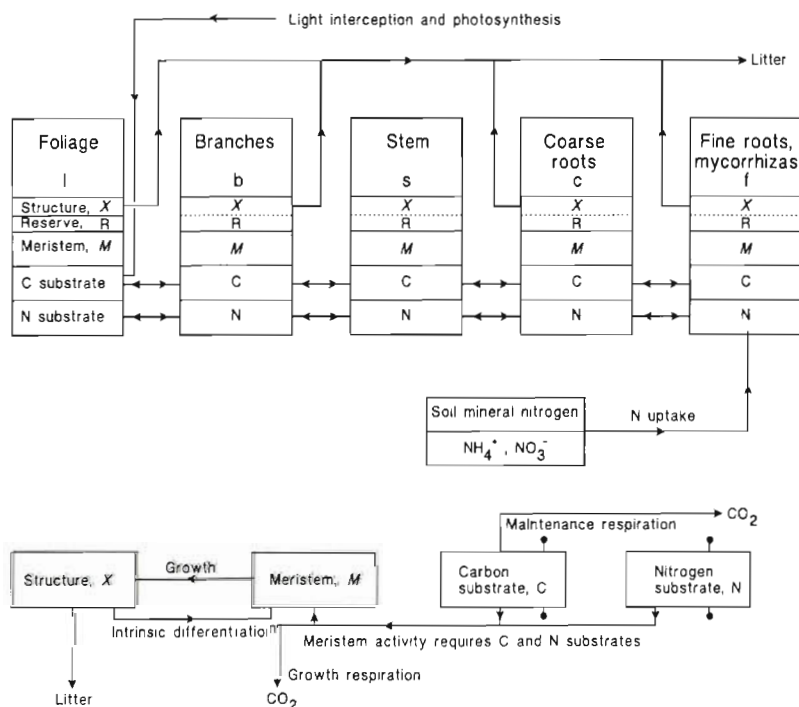 Light interception and photosynthesis
Litter
Foliage
l
Structure, X
Reserve, R
Meristem, M
C substrate
N substrate
Branches
b
X
R
M
C
N
Stem
s
X
R
M
C
N
Coarse
roots
c
X
R
M
C
N
Fine roots,
mycorrhizas
f
X
R
M
C
N
Soil mineral nitrogen
NH₄⁺, NO₃⁻
N uptake
CO₂
Maintenance respiration
Structure, X
Growth
Meristem, M
Carbon
substrate, C
Nitrogen
substrate, N
Intrinsic differentiation
Meristem activity requires C and N substrates
Growth respiration
Litter
CO₂